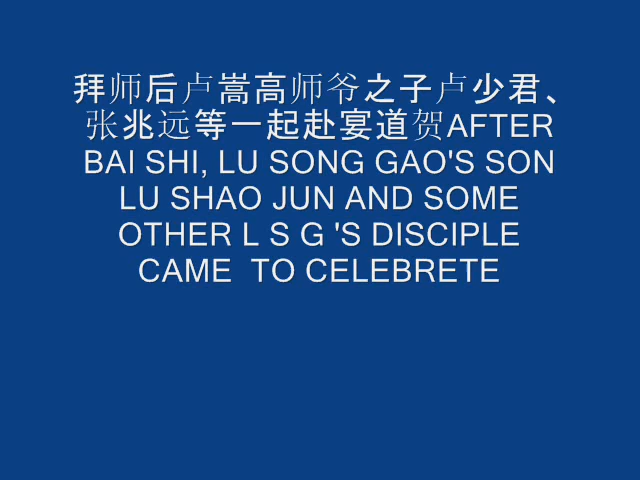 拜师后卢嵩高师爷之子卢少君、
张兆远等一起赴宴道贺AFTER
BAI SHI, LU SONG GAO'S SON
LU SHAO JUN AND SOME
OTHER L S G 'S DISCIPLE
CAME  TO CELEBRETE